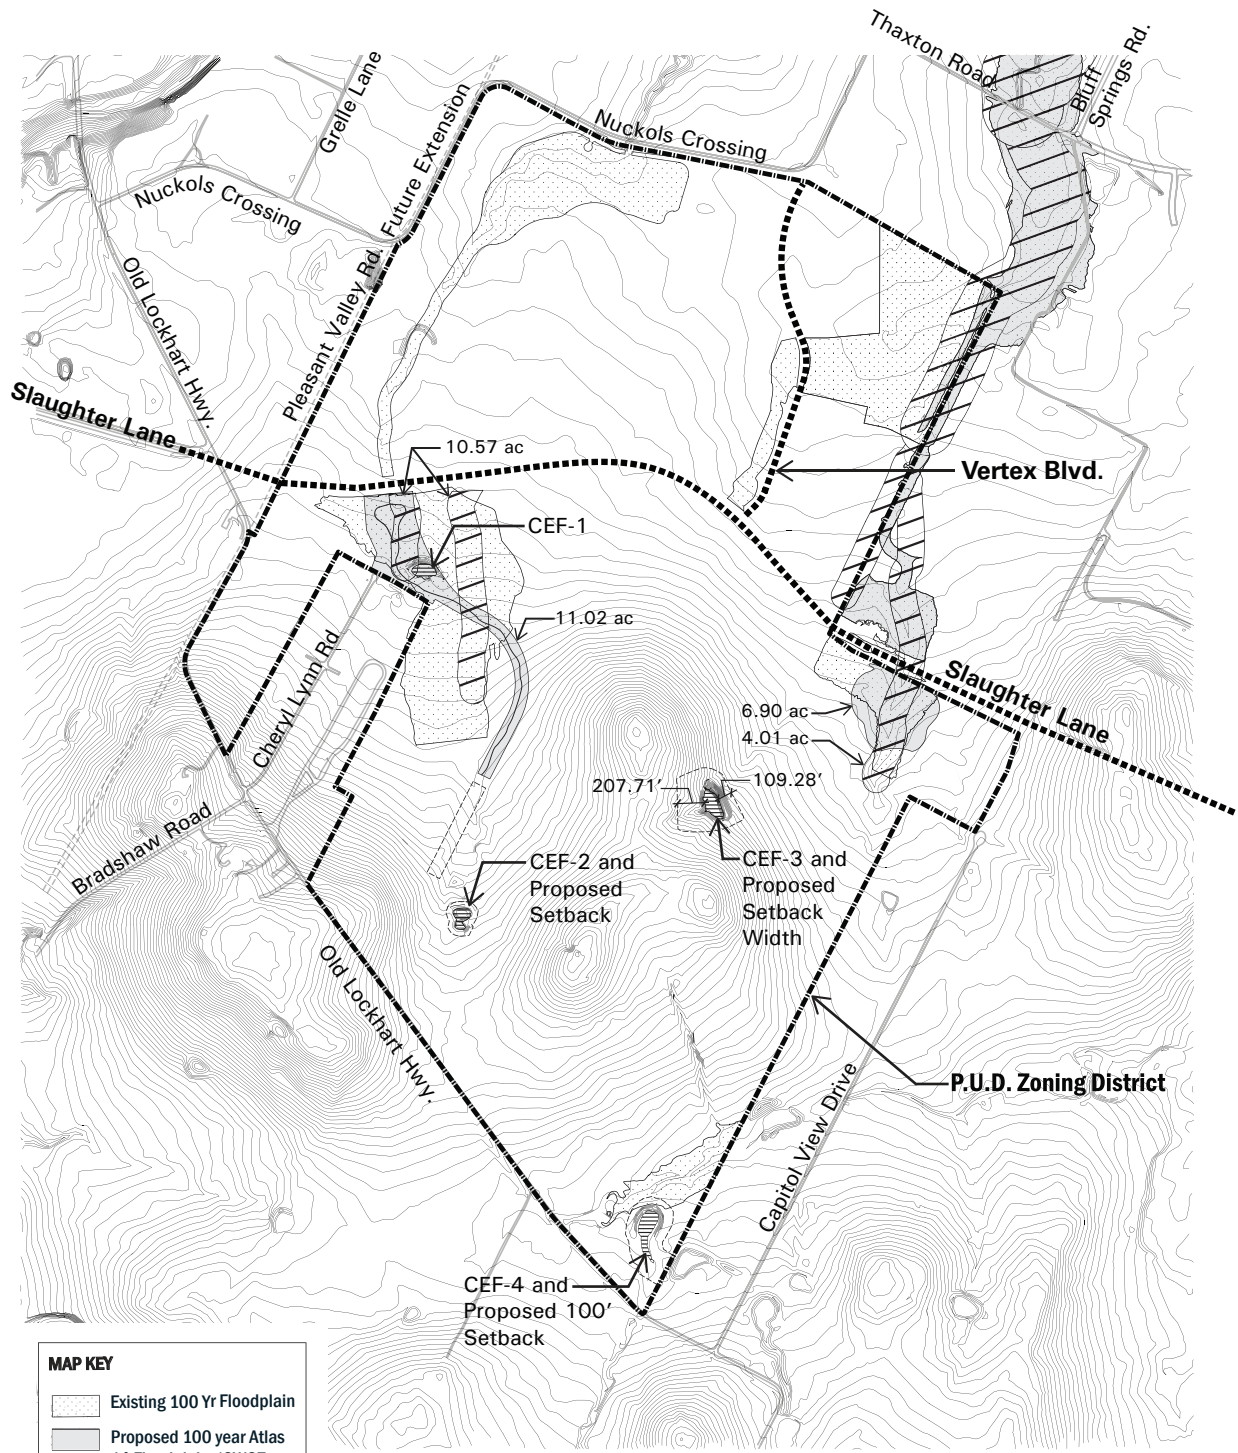 Thaxton Road
Bluff
Springs Rd.
Grelle Lane
Nuckols Crossing
Nuckols Crossing
Pleasant Valley Rd. Future Extension
Old Lockhart Hwy.
Slaughter Lane
10.57 ac
Vertex Blvd.
CEF-1
11.02 ac
Cheryl Lynn Rd
Slaughter Lane
6.90 ac
4.01 ac
207.71’
109.28’
Bradshaw Road
CEF-2 and
Proposed
Setback
CEF-3 and
Proposed
Setback
Width
Old Lockhart Hwy.
P.U.D. Zoning District
Capitol View Drive
CEF-4 and
Proposed 100’
Setback
MAP KEY
Existing 100 Yr Floodplain
Proposed 100 year Atlas